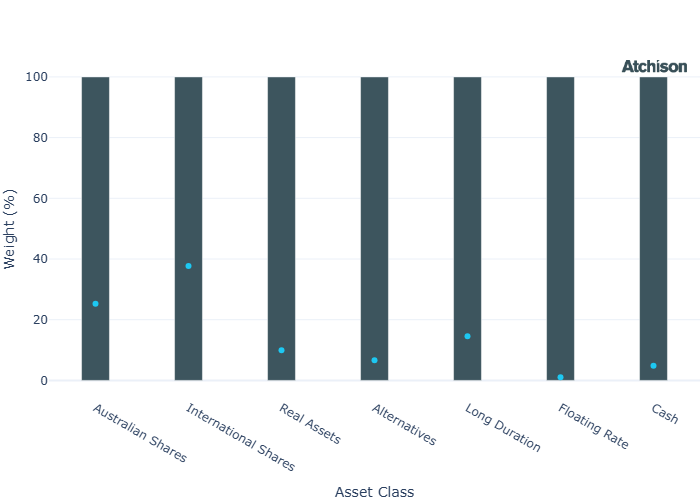 Atchison
100
80
60
40
20
0
Weight (%)
Australian Shares
International Shares
Real Assets
Alternatives
Long Duration
Floating Rate
Cash
Asset Class